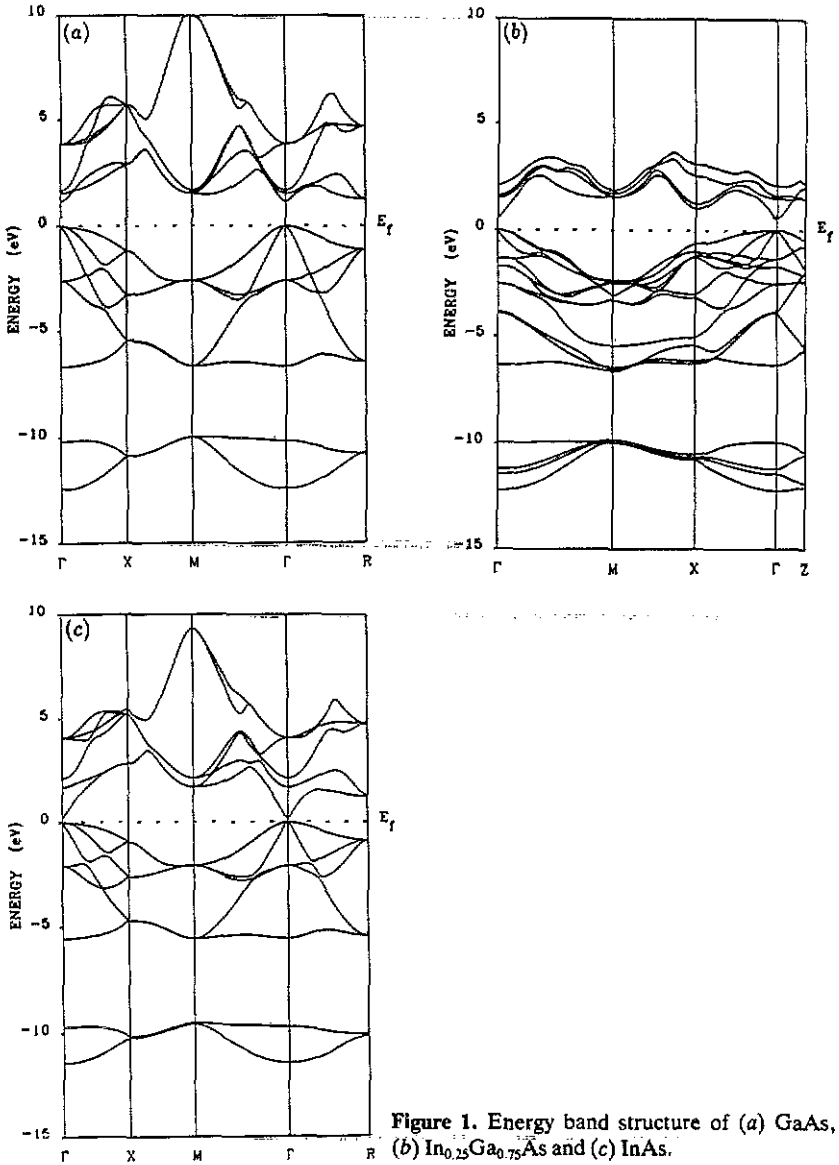 (a)
10
5
0
-5
-10
-15
ENERGY (eV)
E_f
Γ X M Γ R
(b)
10
5
0
-5
-10
-15
ENERGY (eV)
E_f
Γ M X Γ Z
(c)
10
5
0
-5
-10
-15
ENERGY (eV)
E_f
Γ X M Γ R
Figure 1. Energy band structure of (a) GaAs,
(b) In₀.₂₅Ga₀.₇₅As and (c) InAs.